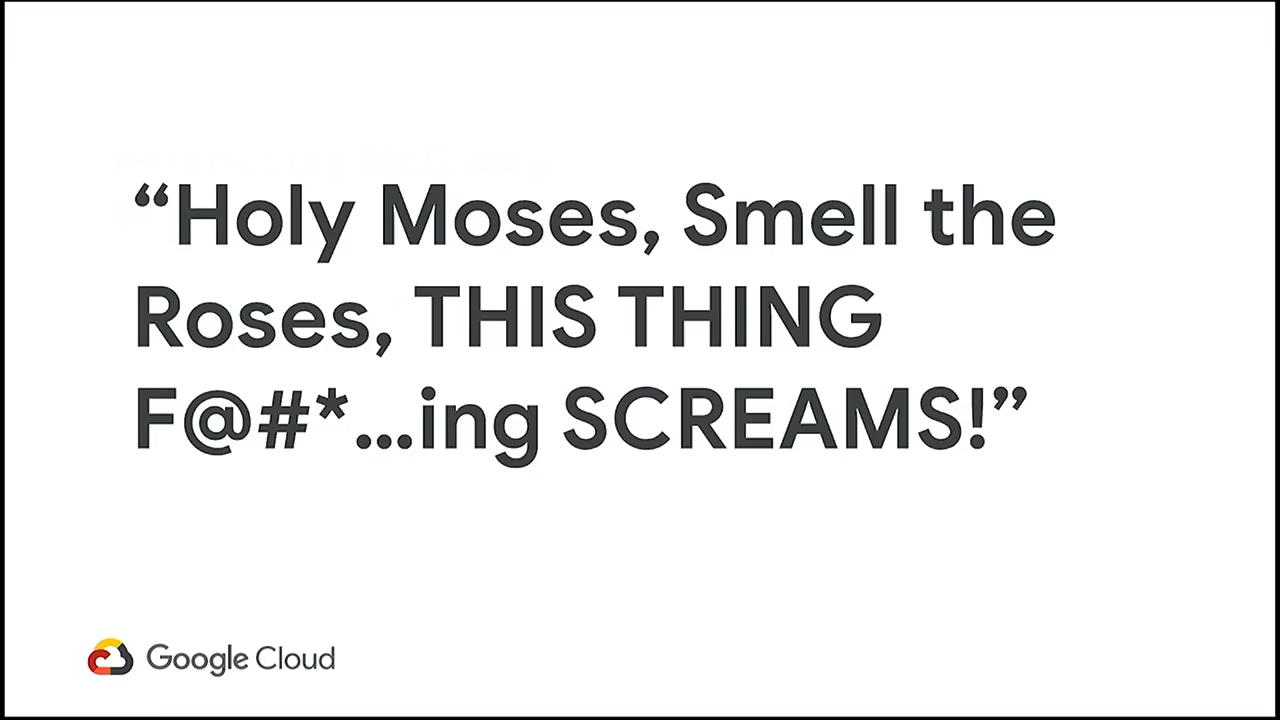 “Holy Moses, Smell the
Roses, THIS THING
F@#*...ing SCREAMS!”
Google Cloud